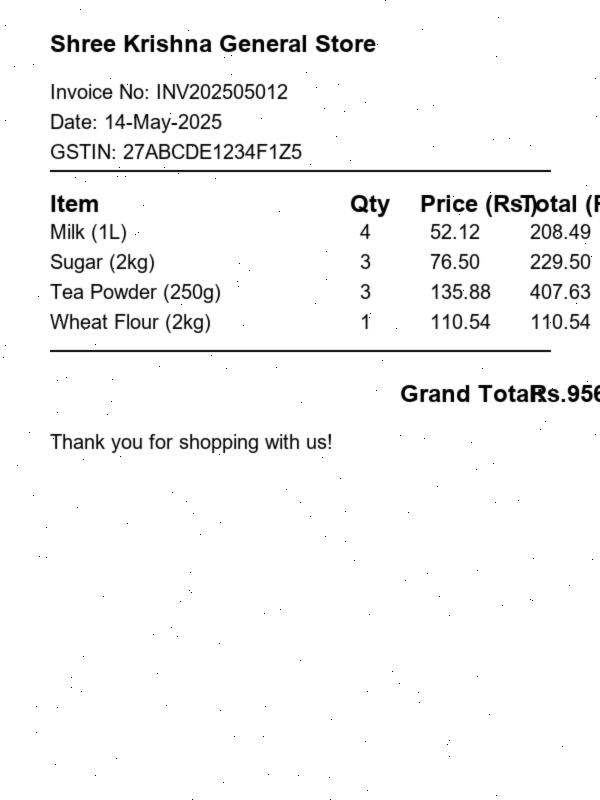 Shree Krishna General Store
Invoice No: INV202505012
Date: 14-May-2025
GSTIN: 27ABCDE1234F1Z5
Item Qty Price (Rs.) Total (R
Milk (1L) 4 52.12 208.49
Sugar (2kg) 3 76.50 229.50
Tea Powder (250g) 3 135.88 407.63
Wheat Flour (2kg) 1 110.54 110.54
Grand Total: Rs.956
Thank you for shopping with us!